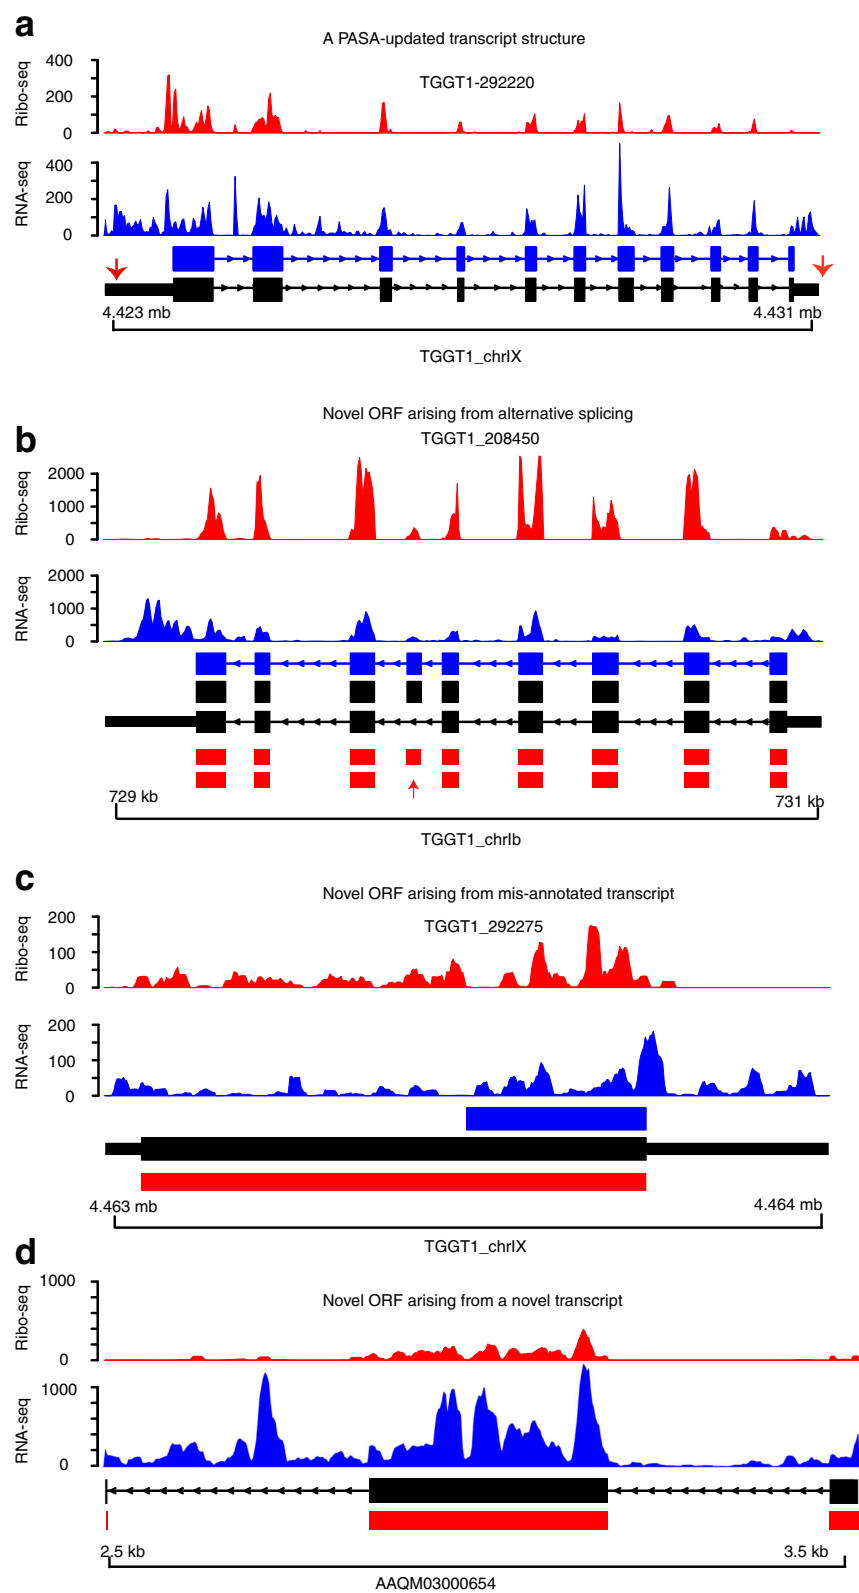 a
A PASA-updated transcript structure
TGGT1-292220
Ribo-seq
400
200
0
RNA-seq
400
200
0
4.423 mb
4.431 mb
TGGT1_chrIX
b
Novel ORF arising from alternative splicing
TGGT1_208450
Ribo-seq
2000
1000
0
RNA-seq
2000
1000
0
729 kb
731 kb
TGGT1_chrIb
c
Novel ORF arising from mis-annotated transcript
TGGT1_292275
Ribo-seq
200
100
0
RNA-seq
200
100
0
4.463 mb
4.464 mb
TGGT1_chrIX
d
Novel ORF arising from a novel transcript
Ribo-seq
1000
0
RNA-seq
1000
0
2.5 kb
3.5 kb
AAQM03000654